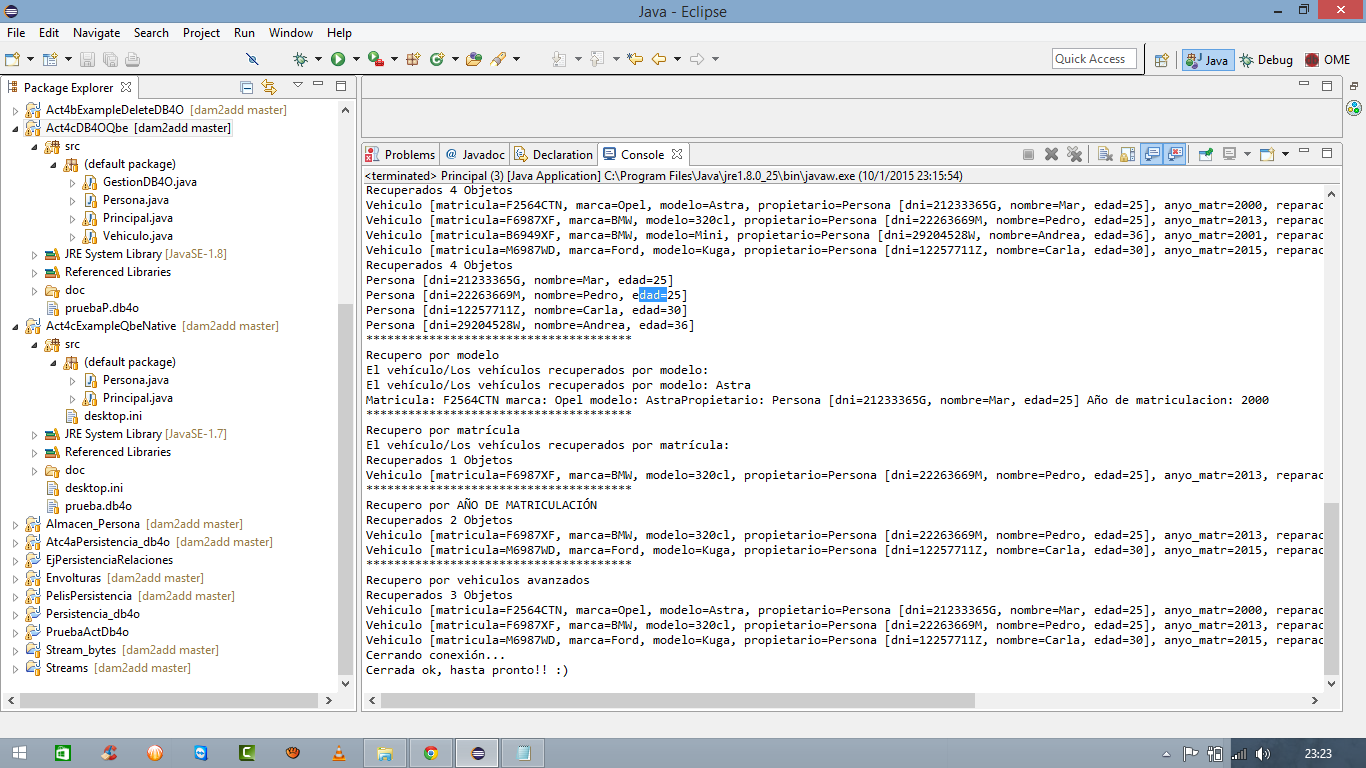 Java - Eclipse
File Edit Navigate Search Project Run Window Help
Quick Access Java Debug OME
Package Explorer
Act4bExampleDeleteDB4O [dam2add master]
Act4cDB4OQbe [dam2add master]
src
(default package)
GestionDB4O.java
Persona.java
Principal.java
Vehiculo.java
JRE System Library [JavaSE-1.8]
Referenced Libraries
doc
pruebaP.db4o
Act4cExampleQbeNative [dam2add master]
src
(default package)
Persona.java
Principal.java
desktop.ini
JRE System Library [JavaSE-1.7]
Referenced Libraries
doc
desktop.ini
prueba.db4o
Almacen_Persona [dam2add master]
Atc4aPersistencia_db4o [dam2add master]
EjPersistenciaRelaciones
Envolturas [dam2add master]
PelisPersistencia [dam2add master]
Persistencia_db4o
PruebaActDb4o
Stream_bytes [dam2add master]
Streams [dam2add master]
Problems @ Javadoc Declaration Console
<terminated> Principal (3) [Java Application] C:\Program Files\Java\jre1.8.0_25\bin\javaw.exe (10/1/2015 23:15:54)
Recuperados 4 Objetos
Vehiculo [matricula=F2564CTN, marca=Opel, modelo=Astra, propietario=Persona [dni=21233365G, nombre=Mar, edad=25], anyo_matr=2000, reparac
Vehiculo [matricula=F6987XF, marca=BMW, modelo=320cl, propietario=Persona [dni=22263669M, nombre=Pedro, edad=25], anyo_matr=2013, reparac
Vehiculo [matricula=B6949XF, marca=BMW, modelo=Mini, propietario=Persona [dni=29204528W, nombre=Andrea, edad=36], anyo_matr=2001, reparac
Vehiculo [matricula=M6987WD, marca=Ford, modelo=Kuga, propietario=Persona [dni=12257711Z, nombre=Carla, edad=30], anyo_matr=2015, reparac
Recuperados 4 Objetos
Persona [dni=21233365G, nombre=Mar, edad=25]
Persona [dni=22263669M, nombre=Pedro, edad=25]
Persona [dni=12257711Z, nombre=Carla, edad=30]
Persona [dni=29204528W, nombre=Andrea, edad=36]
**************************************
Recupero por modelo
El vehículo/Los vehículos recuperados por modelo:
El vehículo/Los vehículos recuperados por modelo: Astra
Matricula: F2564CTN marca: Opel modelo: AstraPropietario: Persona [dni=21233365G, nombre=Mar, edad=25] Año de matriculacion: 2000
**************************************
Recupero por matrícula
El vehículo/Los vehículos recuperados por matrícula:
Recuperados 1 Objetos
Vehiculo [matricula=F6987XF, marca=BMW, modelo=320cl, propietario=Persona [dni=22263669M, nombre=Pedro, edad=25], anyo_matr=2013, reparac
**************************************
Recupero por AÑO DE MATRICULACIÓN
Recuperados 2 Objetos
Vehiculo [matricula=F6987XF, marca=BMW, modelo=320cl, propietario=Persona [dni=22263669M, nombre=Pedro, edad=25], anyo_matr=2013, reparac
Vehiculo [matricula=M6987WD, marca=Ford, modelo=Kuga, propietario=Persona [dni=12257711Z, nombre=Carla, edad=30], anyo_matr=2015, reparac
**************************************
Recupero por vehiculos avanzados
Recuperados 3 Objetos
Vehiculo [matricula=F2564CTN, marca=Opel, modelo=Astra, propietario=Persona [dni=21233365G, nombre=Mar, edad=25], anyo_matr=2000, reparac
Vehiculo [matricula=F6987XF, marca=BMW, modelo=320cl, propietario=Persona [dni=22263669M, nombre=Pedro, edad=25], anyo_matr=2013, reparac
Vehiculo [matricula=M6987WD, marca=Ford, modelo=Kuga, propietario=Persona [dni=12257711Z, nombre=Carla, edad=30], anyo_matr=2015, reparac
Cerrando conexión...
Cerrada ok, hasta pronto!! :)
23:23